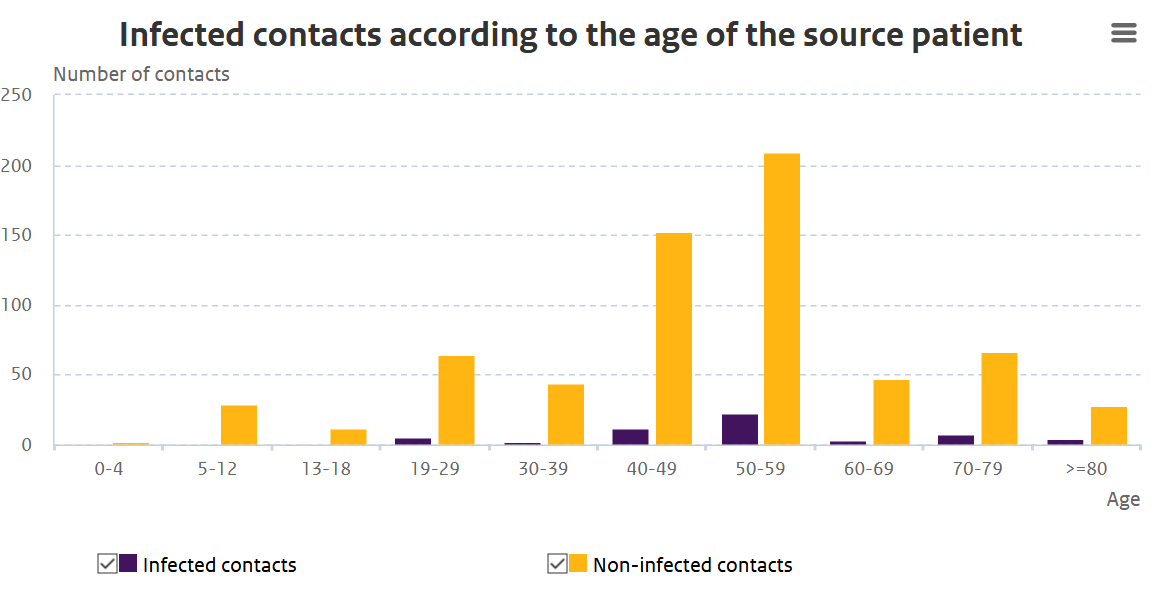 Infected contacts according to the age of the source patient
Number of contacts
250
200
150
100
50
0
0-4 5-12 13-18 19-29 30-39 40-49 50-59 60-69 70-79 >=80
Age
Infected contacts Non-infected contacts